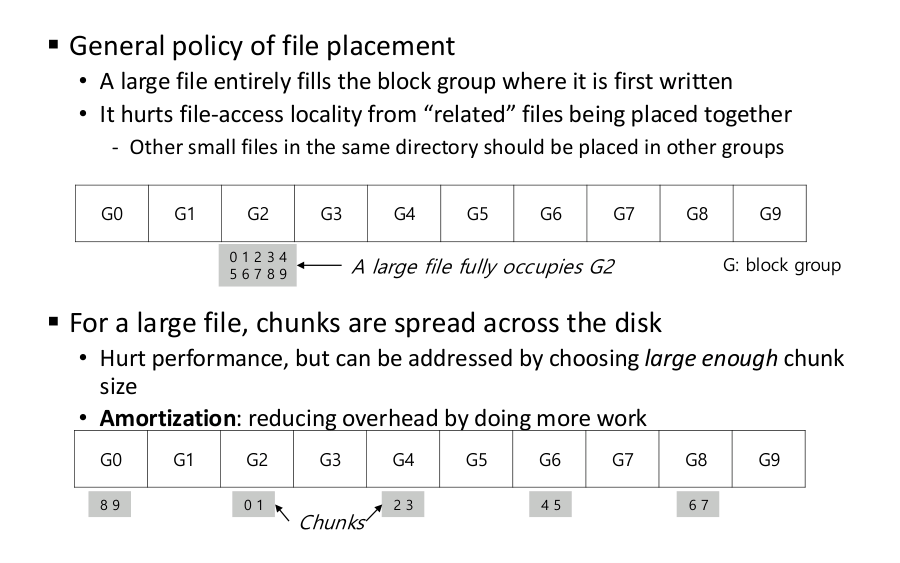 ▪ General policy of file placement
• A large file entirely fills the block group where it is first written
• It hurts file-access locality from “related” files being placed together
- Other small files in the same directory should be placed in other groups
G0 G1 G2 G3 G4 G5 G6 G7 G8 G9
0 1 2 3 4
5 6 7 8 9
A large file fully occupies G2
G: block group
▪ For a large file, chunks are spread across the disk
• Hurt performance, but can be addressed by choosing large enough chunk
size
• Amortization: reducing overhead by doing more work
G0 G1 G2 G3 G4 G5 G6 G7 G8 G9
8 9 0 1 2 3 4 5 6 7
Chunks